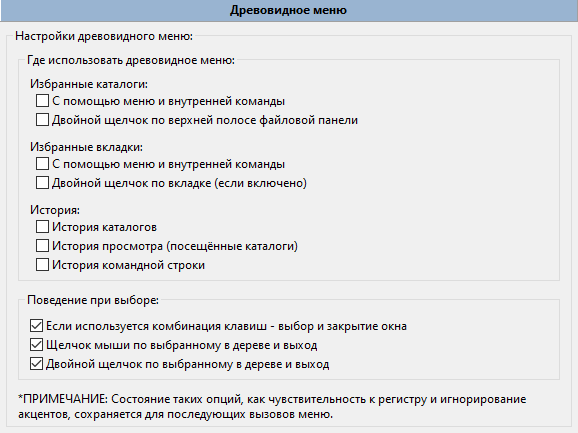 Древовидное меню
Настройки древовидного меню:
Где использовать древовидное меню:
Избранные каталоги:
С помощью меню и внутренней команды
Двойной щелчок по верхней полосе файловой панели
Избранные вкладки:
С помощью меню и внутренней команды
Двойной щелчок по вкладке (если включено)
История:
История каталогов
История просмотра (посещённые каталоги)
История командной строки
Поведение при выборе:
Если используется комбинация клавиш - выбор и закрытие окна
Щелчок мыши по выбранному в дереве и выход
Двойной щелчок по выбранному в дереве и выход
*ПРИМЕЧАНИЕ: Состояние таких опций, как чувствительность к регистру и игнорирование
акцентов, сохраняется для последующих вызовов меню.